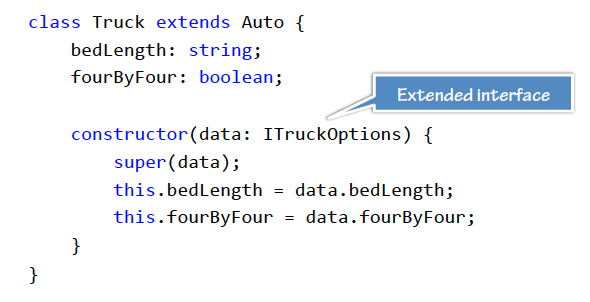 class Truck extends Auto {
bedLength: string;
fourByFour: boolean;
Extended interface
constructor(data: ITruckOptions) {
super(data);
this.bedLength = data.bedLength;
this.fourByFour = data.fourByFour;
}
}